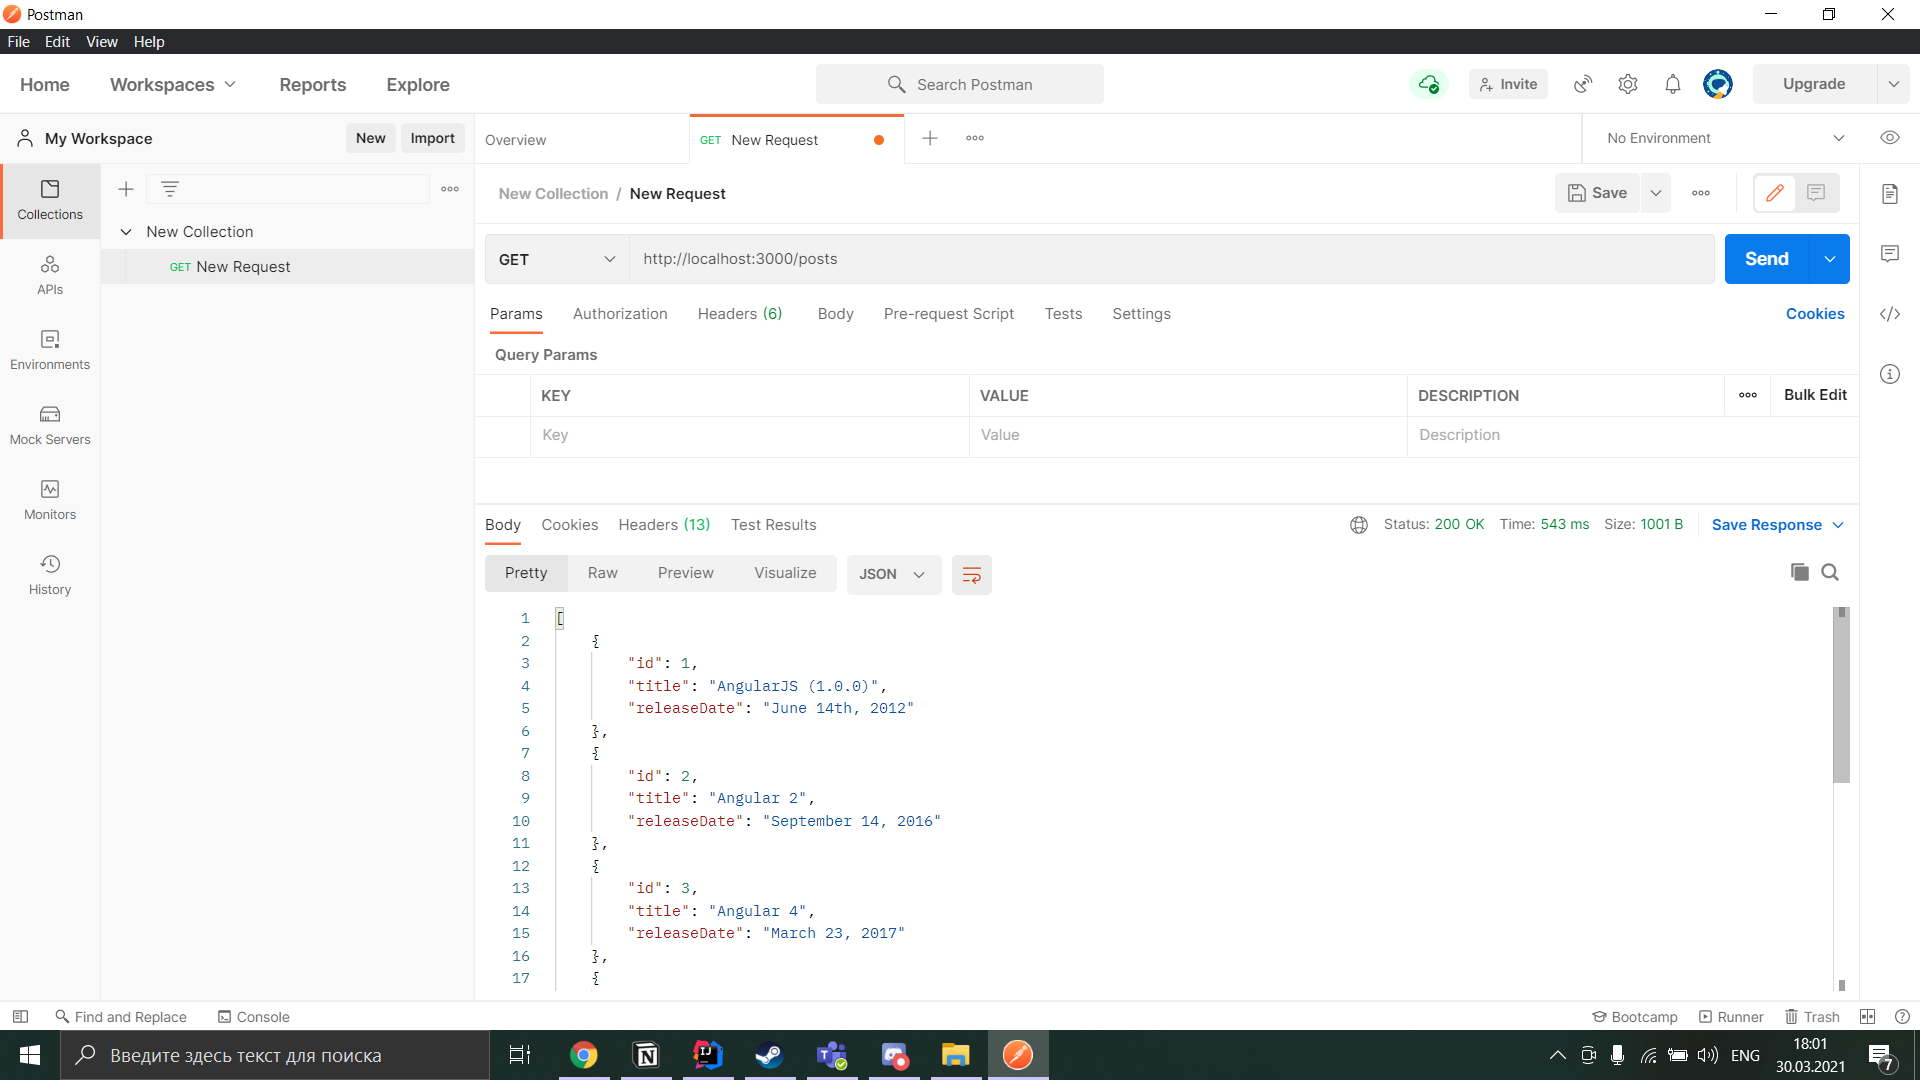 Postman
File Edit View Help
Home Workspaces Reports Explore Search Postman Invite Upgrade
My Workspace New Import Overview GET New Request No Environment
Collections
New Collection
GET New Request
APIs
Environments
Mock Servers
Monitors
History
New Collection / New Request Save
GET http://localhost:3000/posts Send
Params Authorization Headers (6) Body Pre-request Script Tests Settings Cookies
Query Params
KEY VALUE DESCRIPTION Bulk Edit
Key Value Description
Body Cookies Headers (13) Test Results Status: 200 OK Time: 543 ms Size: 1001 B Save Response
Pretty Raw Preview Visualize JSON
1 [
2 {
3 "id": 1,
4 "title": "AngularJS (1.0.0)",
5 "releaseDate": "June 14th, 2012"
6 },
7 {
8 "id": 2,
9 "title": "Angular 2",
10 "releaseDate": "September 14, 2016"
11 },
12 {
13 "id": 3,
14 "title": "Angular 4",
15 "releaseDate": "March 23, 2017"
16 },
17 {
Find and Replace Console Bootcamp Runner Trash
Введите здесь текст для поиска ENG 18:01
30.03.2021 7